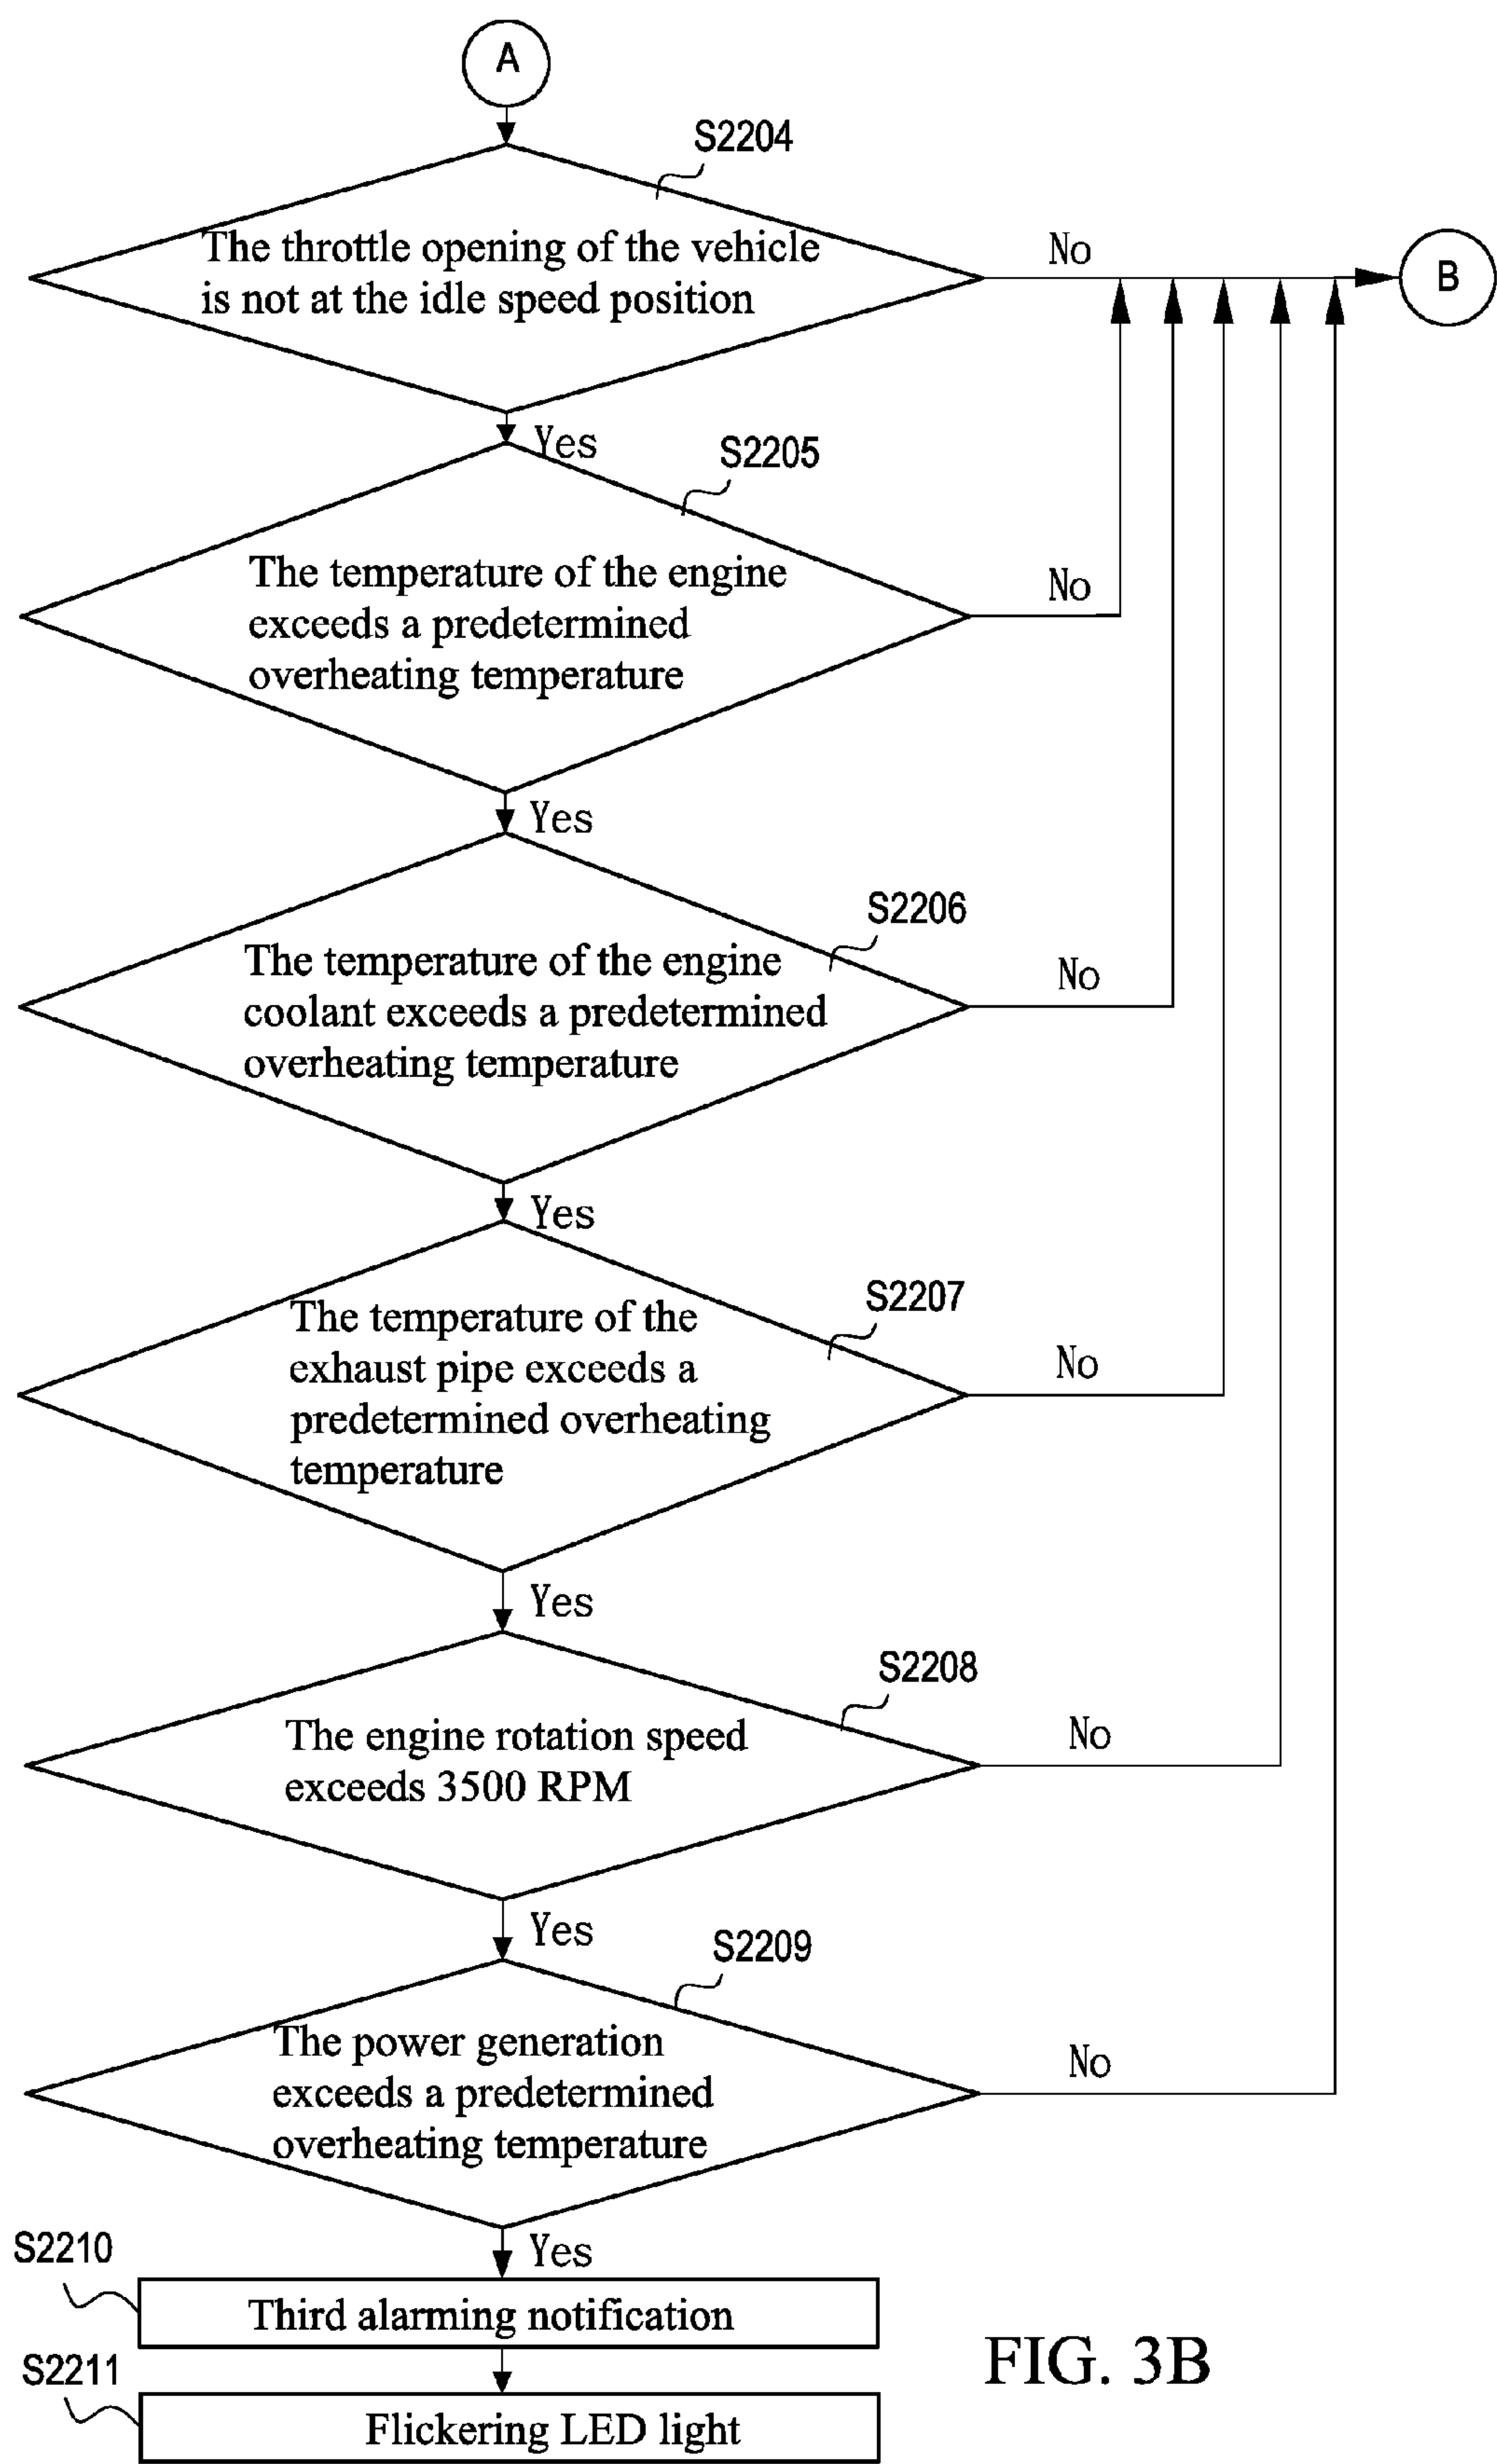 A
S2204
The throttle opening of the vehicle
is not at the idle speed position
No
B
Yes
S2205
The temperature of the engine
exceeds a predetermined
overheating temperature
No
Yes
S2206
The temperature of the engine
coolant exceeds a predetermined
overheating temperature
No
Yes
S2207
The temperature of the
exhaust pipe exceeds a
predetermined overheating
temperature
No
Yes
S2208
The engine rotation speed
exceeds 3500 RPM
No
Yes
S2209
The power generation
exceeds a predetermined
overheating temperature
No
Yes
S2210
Third alarming notification
S2211
Flickering LED light
FIG. 3B